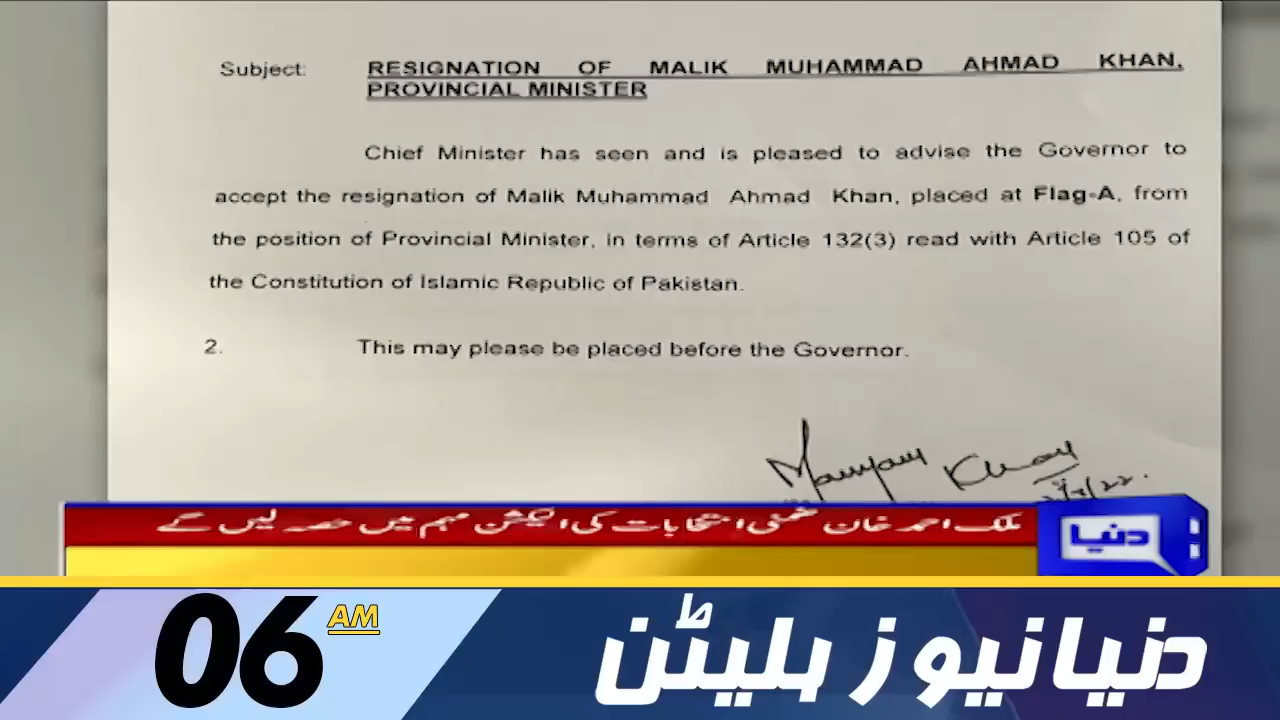 Subject: RESIGNATION OF MALIK MUHAMMAD AHMAD KHAN,
PROVINCIAL MINISTER
Chief Minister has seen and is pleased to advise the Governor to
accept the resignation of Malik Muhammad Ahmad Khan, placed at Flag-A, from
the position of Provincial Minister, in terms of Article 132(3) read with Article 105 of
the Constitution of Islamic Republic of Pakistan.
2. This may please be placed before the Governor.
Maryam Khan
ملک احمد خان ضمنی انتخابات کی الیکشن مہم میں حصہ لیں گے
دنیا
06 AM
دنیا نیوز بلیٹن